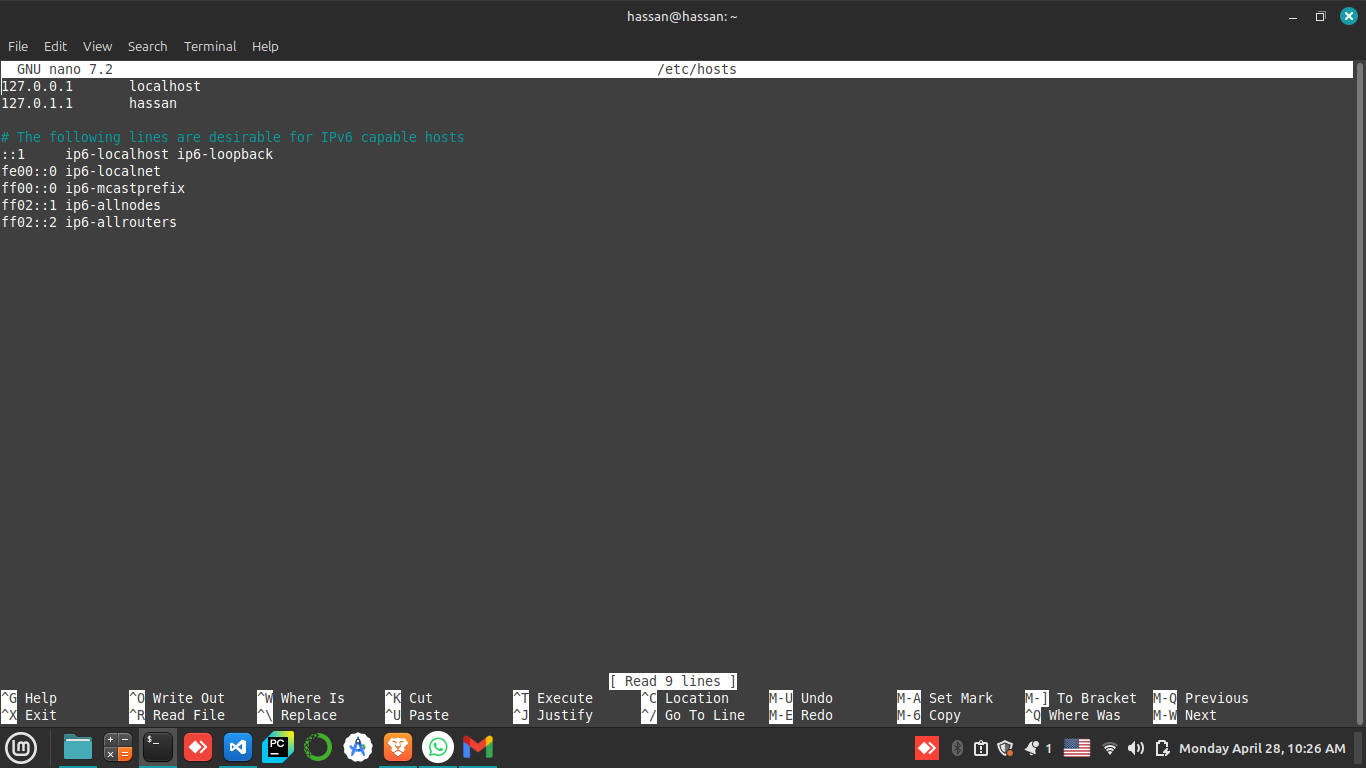 hassan@hassan: ~
File Edit View Search Terminal Help
GNU nano 7.2 /etc/hosts
127.0.0.1 localhost
127.0.1.1 hassan
# The following lines are desirable for IPv6 capable hosts
::1 ip6-localhost ip6-loopback
fe00::0 ip6-localnet
ff00::0 ip6-mcastprefix
ff02::1 ip6-allnodes
ff02::2 ip6-allrouters
[ Read 9 lines ]
^G Help ^O Write Out ^W Where Is ^K Cut ^T Execute ^C Location M-U Undo M-A Set Mark M-] To Bracket M-Q Previous
^X Exit ^R Read File ^\ Replace ^U Paste ^J Justify ^/ Go To Line M-E Redo M-6 Copy ^Q Where Was M-W Next
$_ PC 1 Monday April 28, 10:26 AM